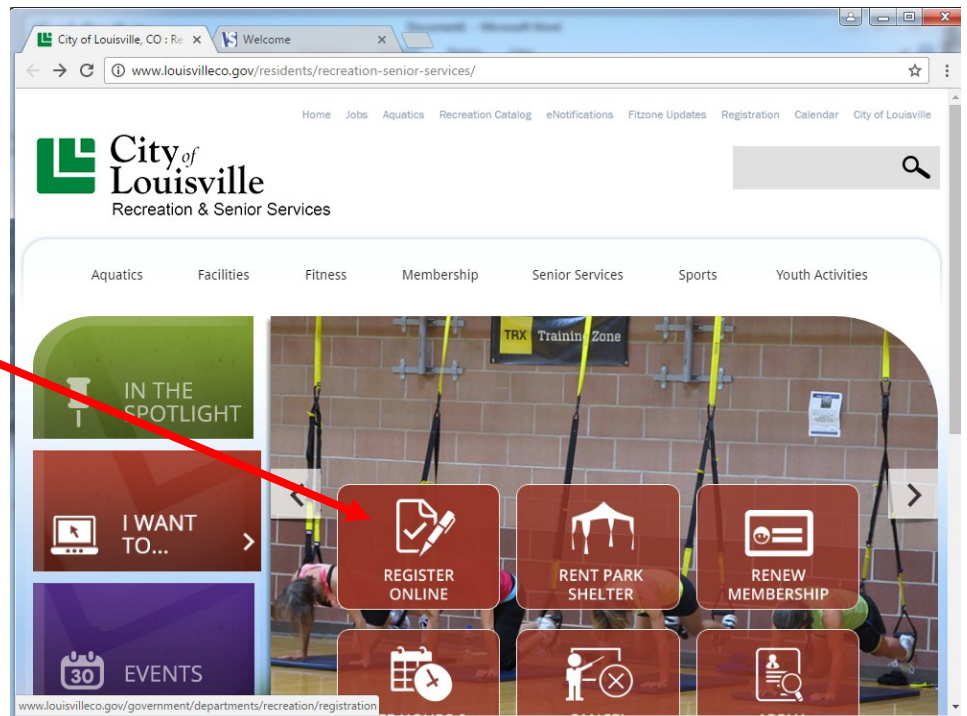 City of Louisville, CO : Re
Welcome
www.louisvilleco.gov/residents/recreation-senior-services/
Home Jobs Aquatics Recreation Catalog eNotifications Fitzone Updates Registration Calendar City of Louisville
City of
Louisville
Recreation & Senior Services
Aquatics Facilities Fitness Membership Senior Services Sports Youth Activities
TRX Training Zone
IN THE
SPOTLIGHT
I WANT
TO...
REGISTER
ONLINE
RENT PARK
SHELTER
RENEW
MEMBERSHIP
30
EVENTS
www.louisvilleco.gov/government/departments/recreation/registration